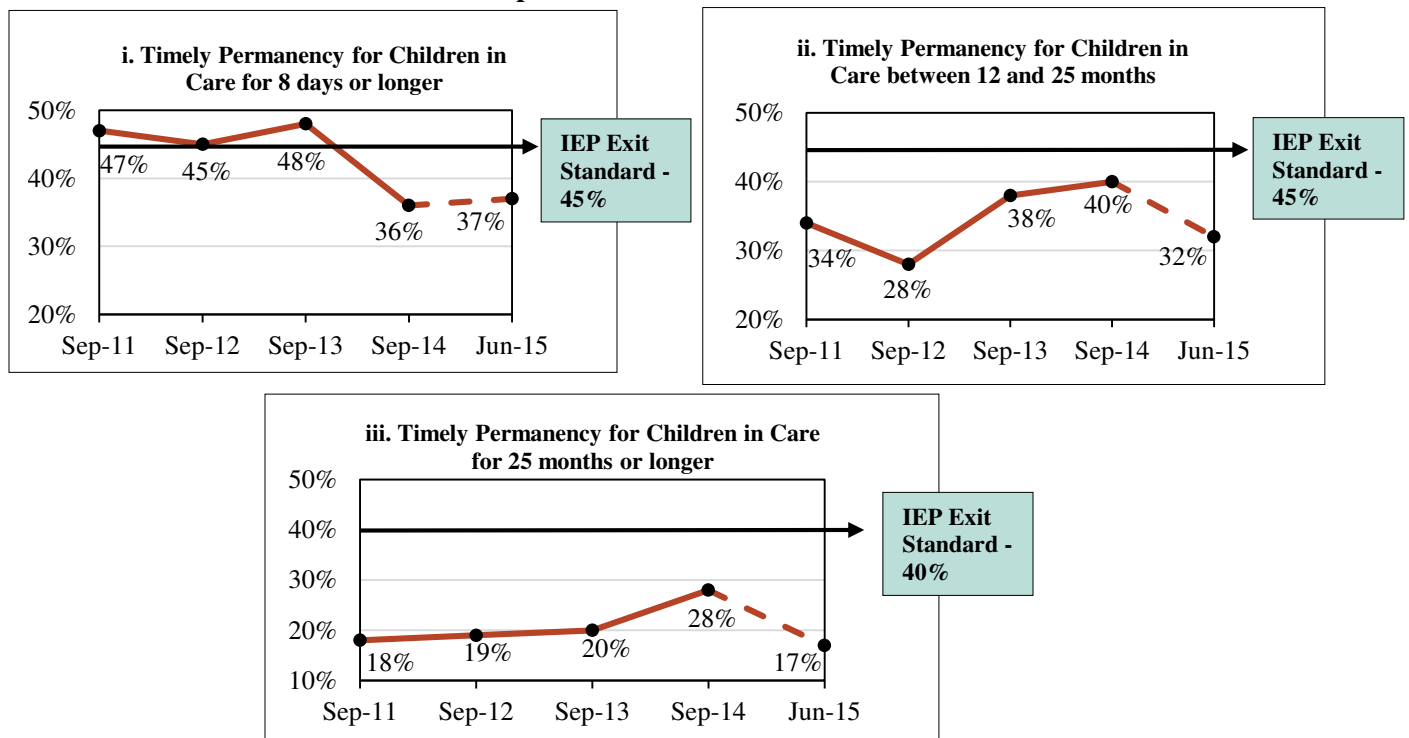 i. Timely Permanency for Children in
Care for 8 days or longer
50%
40%
30%
20%
47%
45%
48%
36%
37%
Sep-11 Sep-12 Sep-13 Sep-14 Jun-15
IEP Exit
Standard -
45%
ii. Timely Permanency for Children in
Care between 12 and 25 months
50%
40%
30%
20%
34%
28%
38%
40%
32%
Sep-11 Sep-12 Sep-13 Sep-14 Jun-15
IEP Exit
Standard -
45%
iii. Timely Permanency for Children in Care
for 25 months or longer
50%
40%
30%
20%
10%
18%
19%
20%
28%
17%
Sep-11 Sep-12 Sep-13 Sep-14 Jun-15
IEP Exit
Standard -
40%